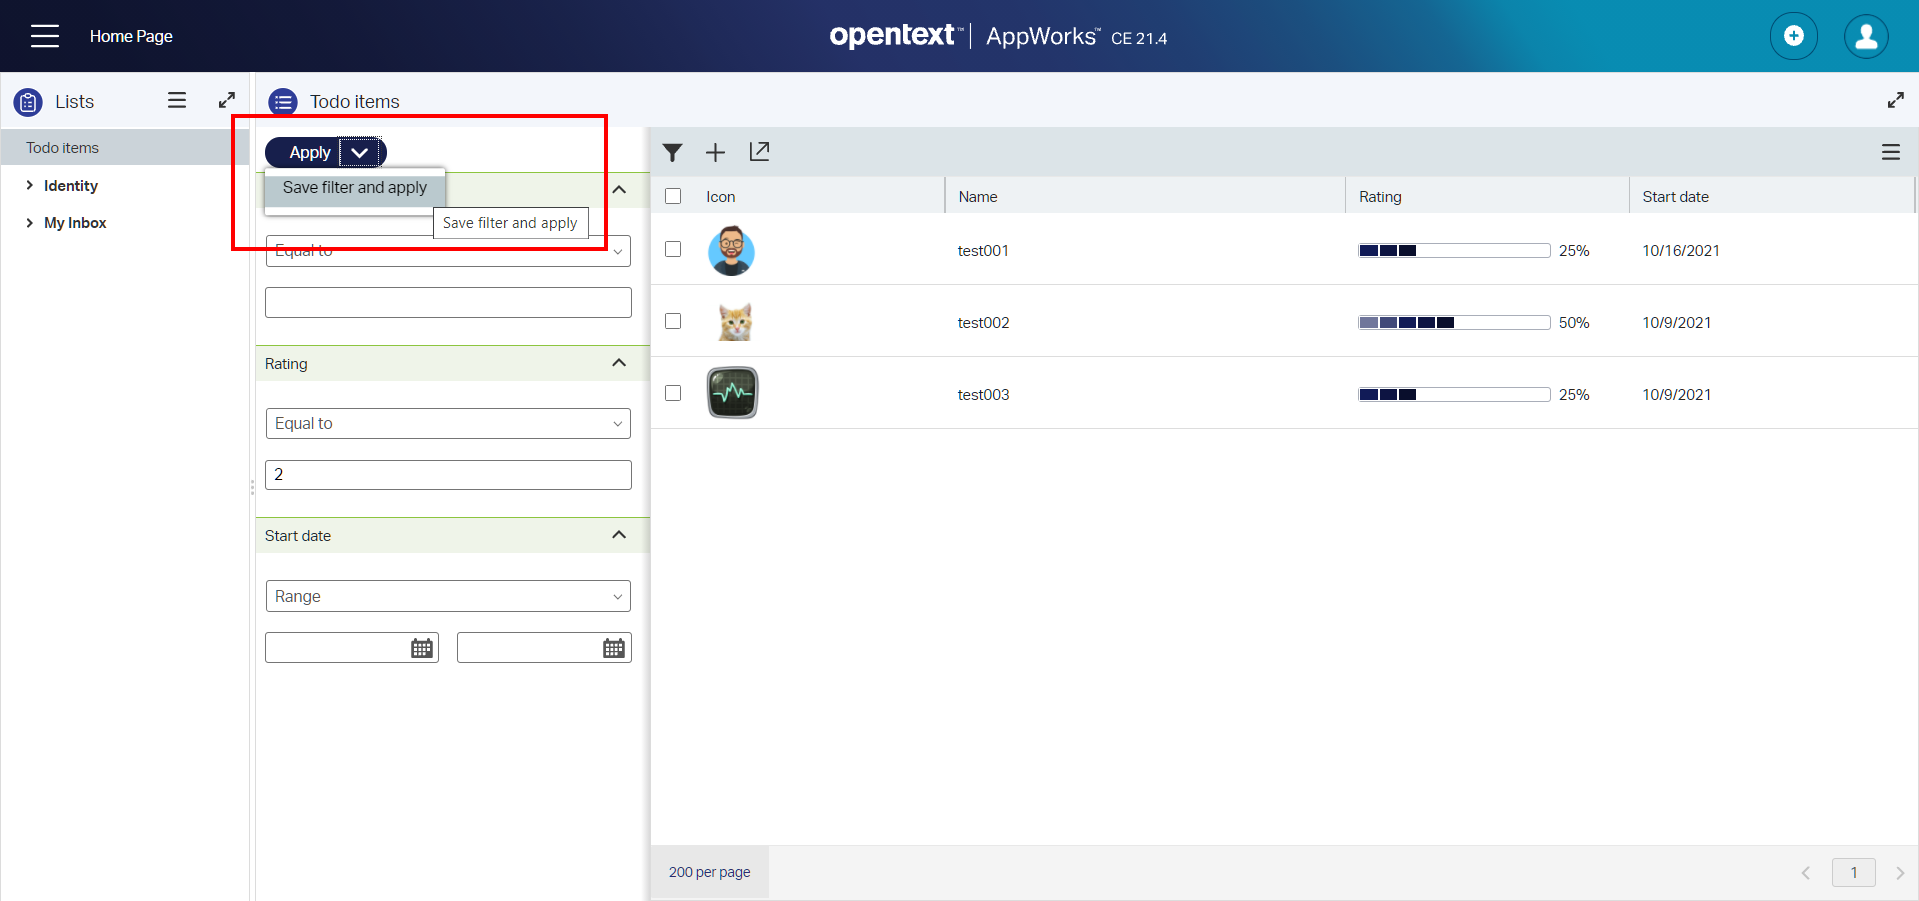 Home Page
opentext™ | AppWorks™ CE 21.4
Lists
Todo items
Todo items
Identity
My Inbox
Apply
Save filter and apply
Save filter and apply
Equal to
Rating
Equal to
2
Start date
Range
Icon Name Rating Start date
test001 25% 10/16/2021
test002 50% 10/9/2021
test003 25% 10/9/2021
200 per page
1